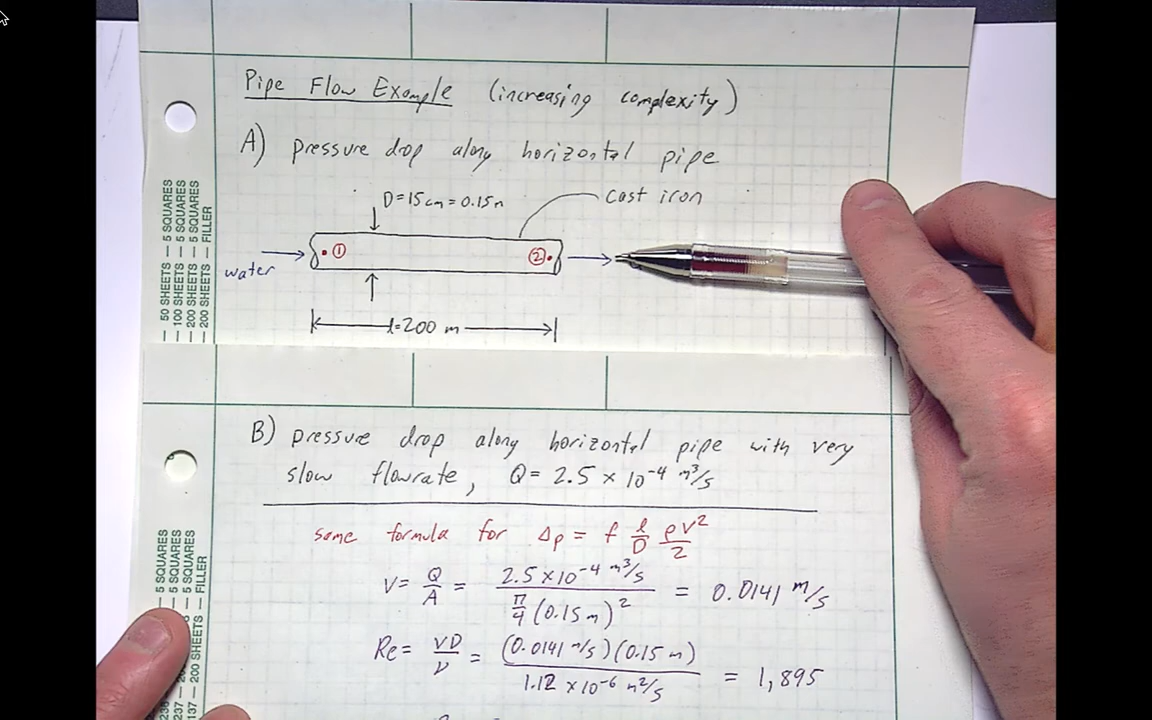 Pipe Flow Example (increasing complexity)
A) pressure drop along horizontal pipe
D=15cm=0.15m
cast iron
① ②
water
l=200 m
— 50 SHEETS — 5 SQUARES
— 100 SHEETS — 5 SQUARES
— 200 SHEETS — 5 SQUARES
— 200 SHEETS — FILLER
B) pressure drop along horizontal pipe with very
slow flowrate, Q = 2.5 × 10⁻⁴ m³/s
same formula for Δp = f l/D ρV²/2
V = Q/A = 2.5×10⁻⁴ m³/s / π/4 (0.15 m)² = 0.0141 m/s
Re = VD/ν = (0.0141 m/s)(0.15 m) / 1.12 ×10⁻⁶ m²/s = 1,895
— 5 SQUARES
— 5 SQUARES
— 5 SQUARES
200 SHEETS — FILLER